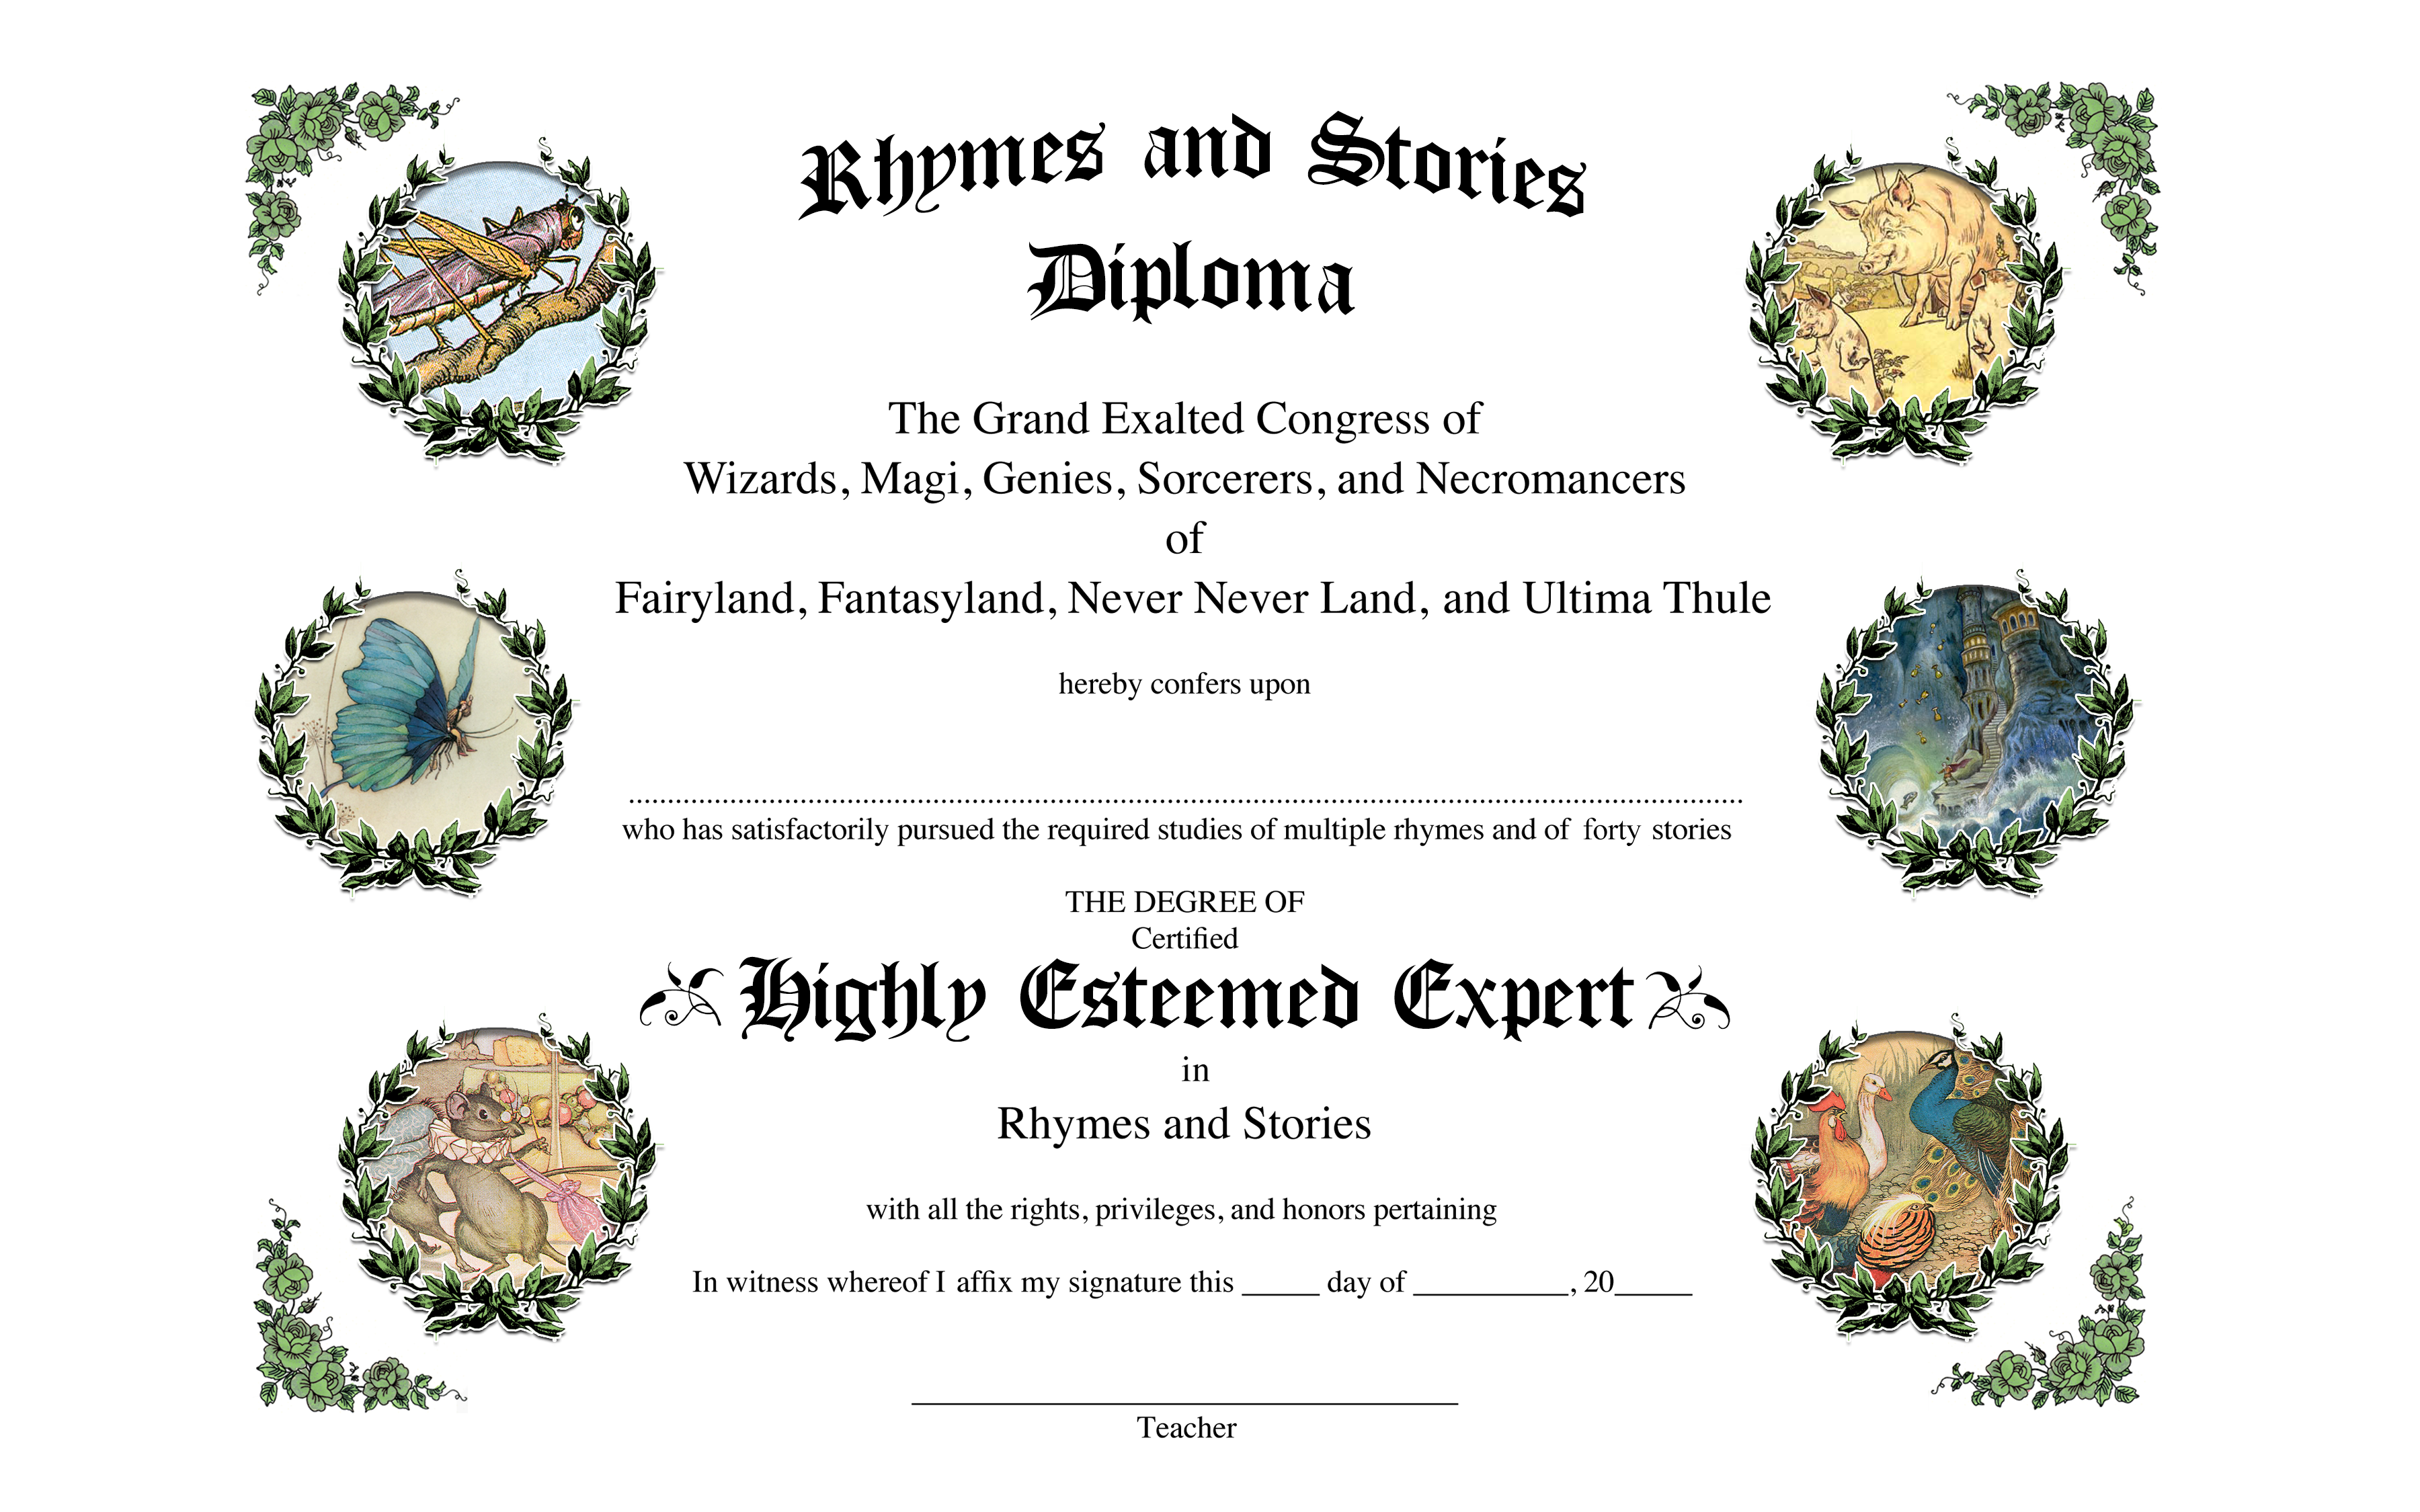 Rhymes and Stories
Diploma
The Grand Exalted Congress of
Wizards, Magi, Genies, Sorcerers, and Necromancers
of
Fairyland, Fantasyland, Never Never Land, and Ultima Thule
hereby confers upon
................................................................................
who has satisfactorily pursued the required studies of multiple rhymes and of forty stories
THE DEGREE OF
Certified
Highly Esteemed Expert
in
Rhymes and Stories
with all the rights, privileges, and honors pertaining
In witness whereof I affix my signature this _____ day of __________, 20_____
Teacher